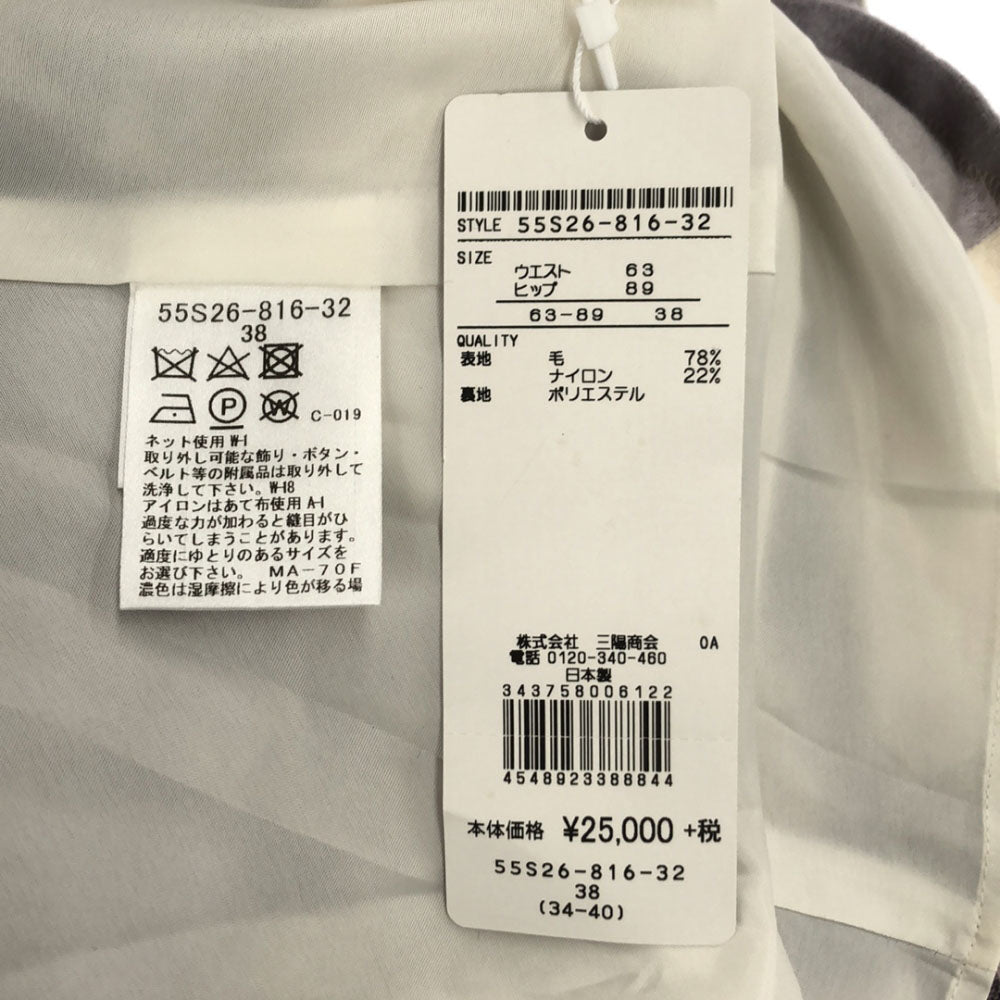 55S26-816-32
38
P
W
C-019
ネット使用 W-1
取り外し可能な飾り・ボタン・
ベルト等の附属品は取り外して
洗浄して下さい。W-18
アイロンはあて布使用 A-1
過度な力が加わると縫目がひ
らいてしまうことがあります。
適度にゆとりのあるサイズを
お選び下さい。 MA-70F
濃色は湿摩擦により色が移る場
STYLE 55S26-816-32
SIZE
ウエスト 63
ヒップ 89
63-89 38
QUALITY
表地 毛 78%
ナイロン 22%
裏地 ポリエステル
株式会社 三陽商会 0A
電話 0120-340-460
日本製
343758006122
4548923388844
本体価格 ¥25,000 +税
55S26-816-32
38
(34-40)